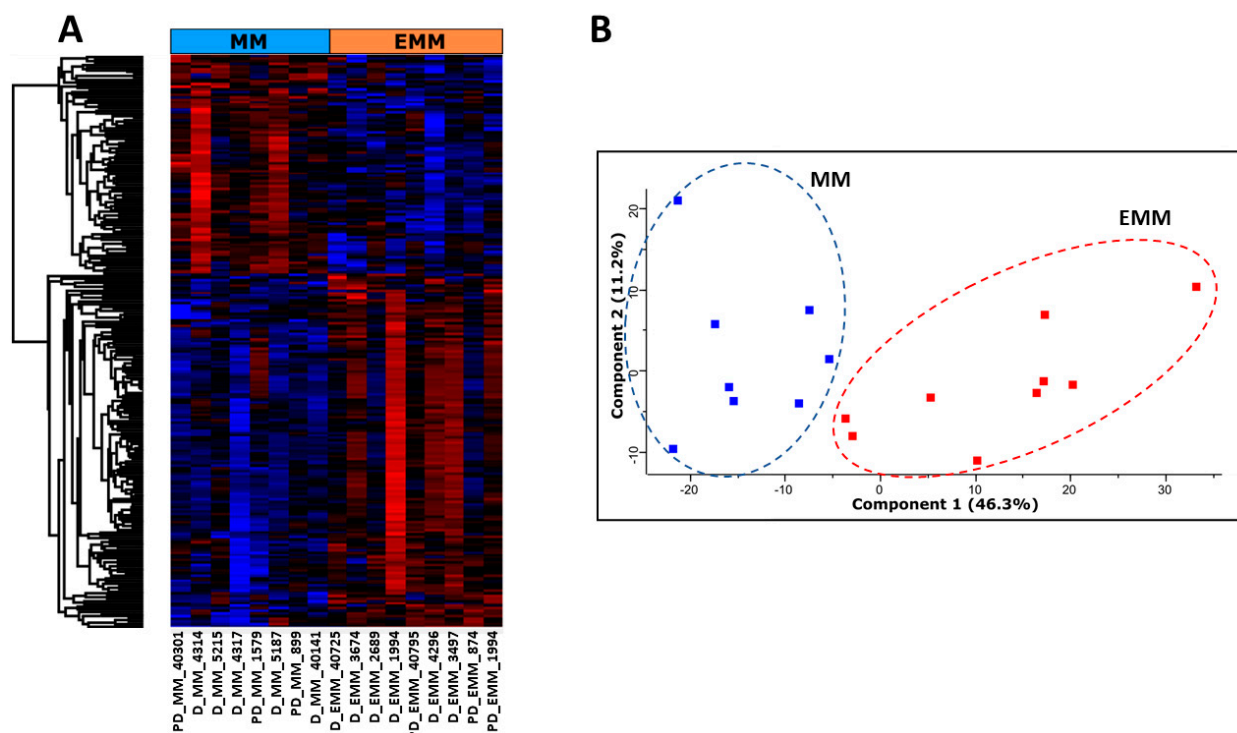 A
MM EMM
PD_MM_40301
D_MM_4314
D_MM_5215
D_MM_4317
PD_MM_1579
D_MM_5187
PD_MM_899
D_MM_40141
D_EMM_40725
D_EMM_3674
D_EMM_2689
D_EMM_1994
PD_EMM_40795
D_EMM_4296
D_EMM_3497
PD_EMM_874
PD_EMM_1994
B
MM
EMM
Component 2 (11.2%)
20
10
0
-10
-20 -10 0 10 20 30
Component 1 (46.3%)